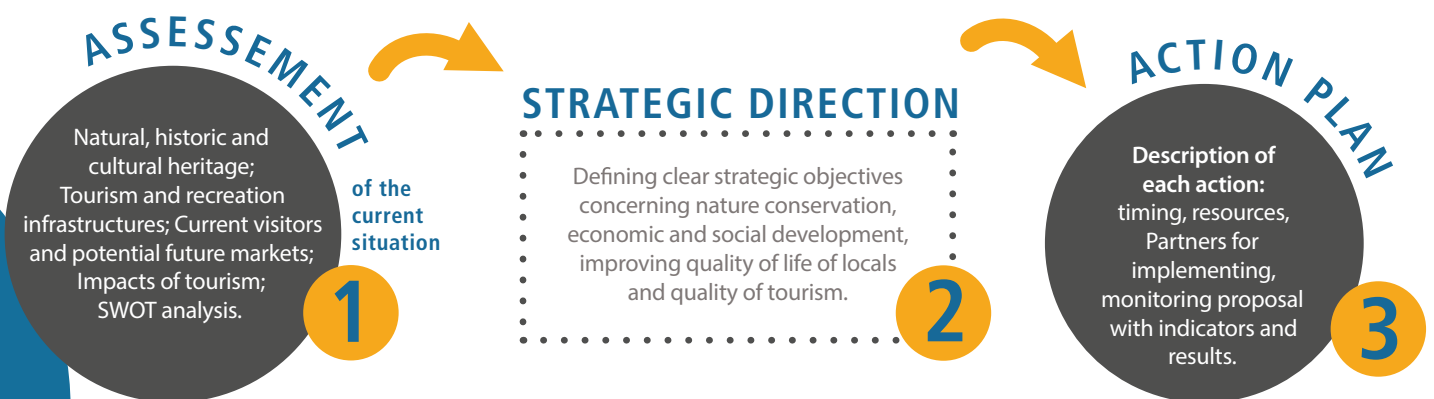 ASSESSEMENT
of the
current
situation
Natural, historic and
cultural heritage;
Tourism and recreation
infrastructures; Current visitors
and potential future markets;
Impacts of tourism;
SWOT analysis.
1
STRATEGIC DIRECTION
Defining clear strategic objectives
concerning nature conservation,
economic and social development,
improving quality of life of locals
and quality of tourism.
2
ACTION PLAN
Description of
each action:
timing, resources,
Partners for
implementing,
monitoring proposal
with indicators and
results.
3